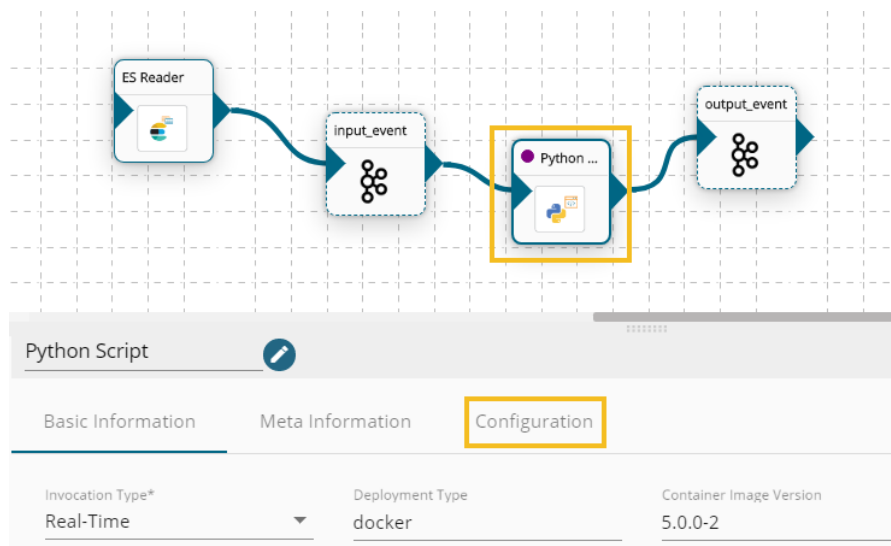 ES Reader
input_event
Python ...
output_event
Python Script
Basic Information
Meta Information
Configuration
Invocation Type*
Deployment Type
Container Image Version
Real-Time
docker
5.0.0-2